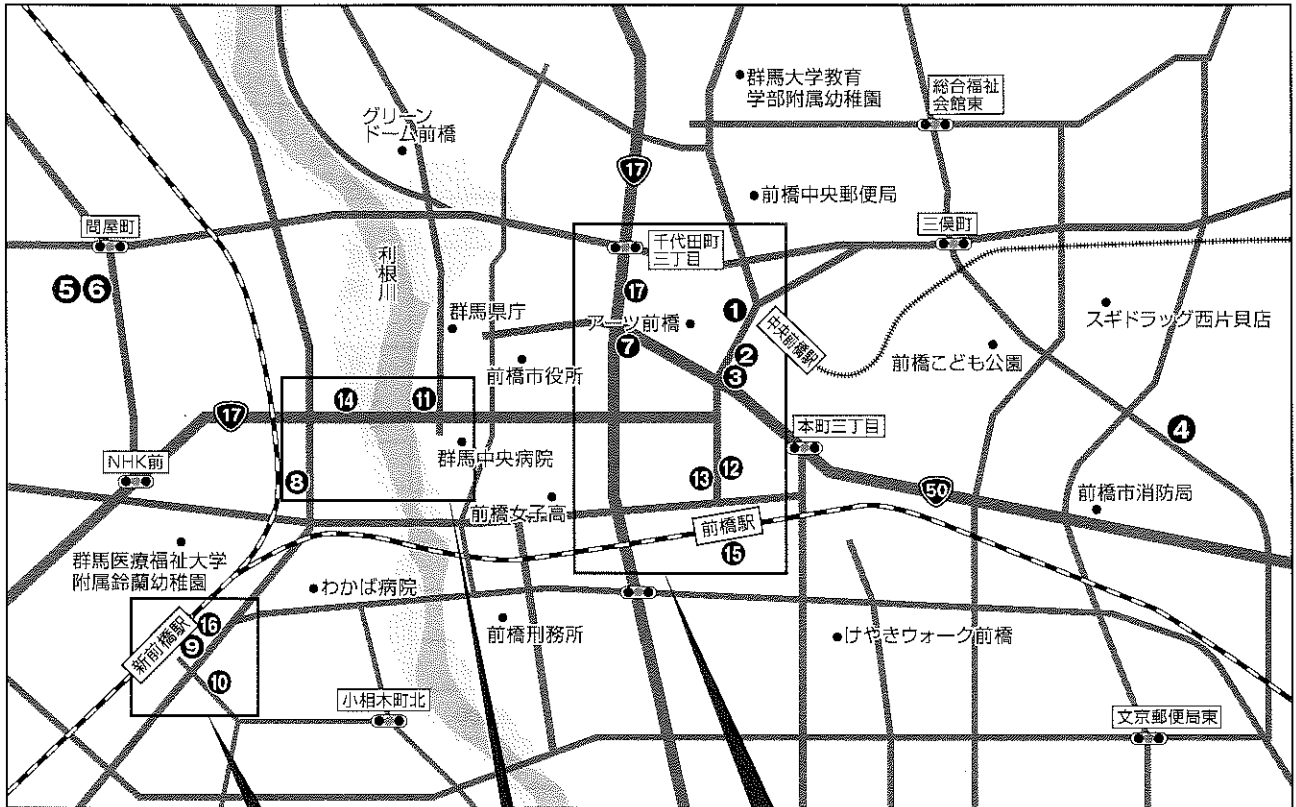 群馬大学教育
学部附属幼稚園
総合福祉
会館東
グリーン
ドーム前橋
17
前橋中央郵便局
問屋町
千代田町
三丁目
三俣町
利根川
⑤⑥
⑰
①
群馬県庁
アーツ前橋
中央前橋駅
スギドラッグ西片貝店
⑦
②
前橋こども公園
前橋市役所
③
⑭
⑪
17
本町三丁目
④
群馬中央病院
NHK前
⑧
⑬
⑫
50
前橋女子高
前橋市消防局
前橋駅
群馬医療福祉大学
附属鈴蘭幼稚園
⑮
わかば病院
新前橋駅
⑯
⑨
前橋刑務所
けやきウォーク前橋
⑩
小相木町北
文京郵便局東